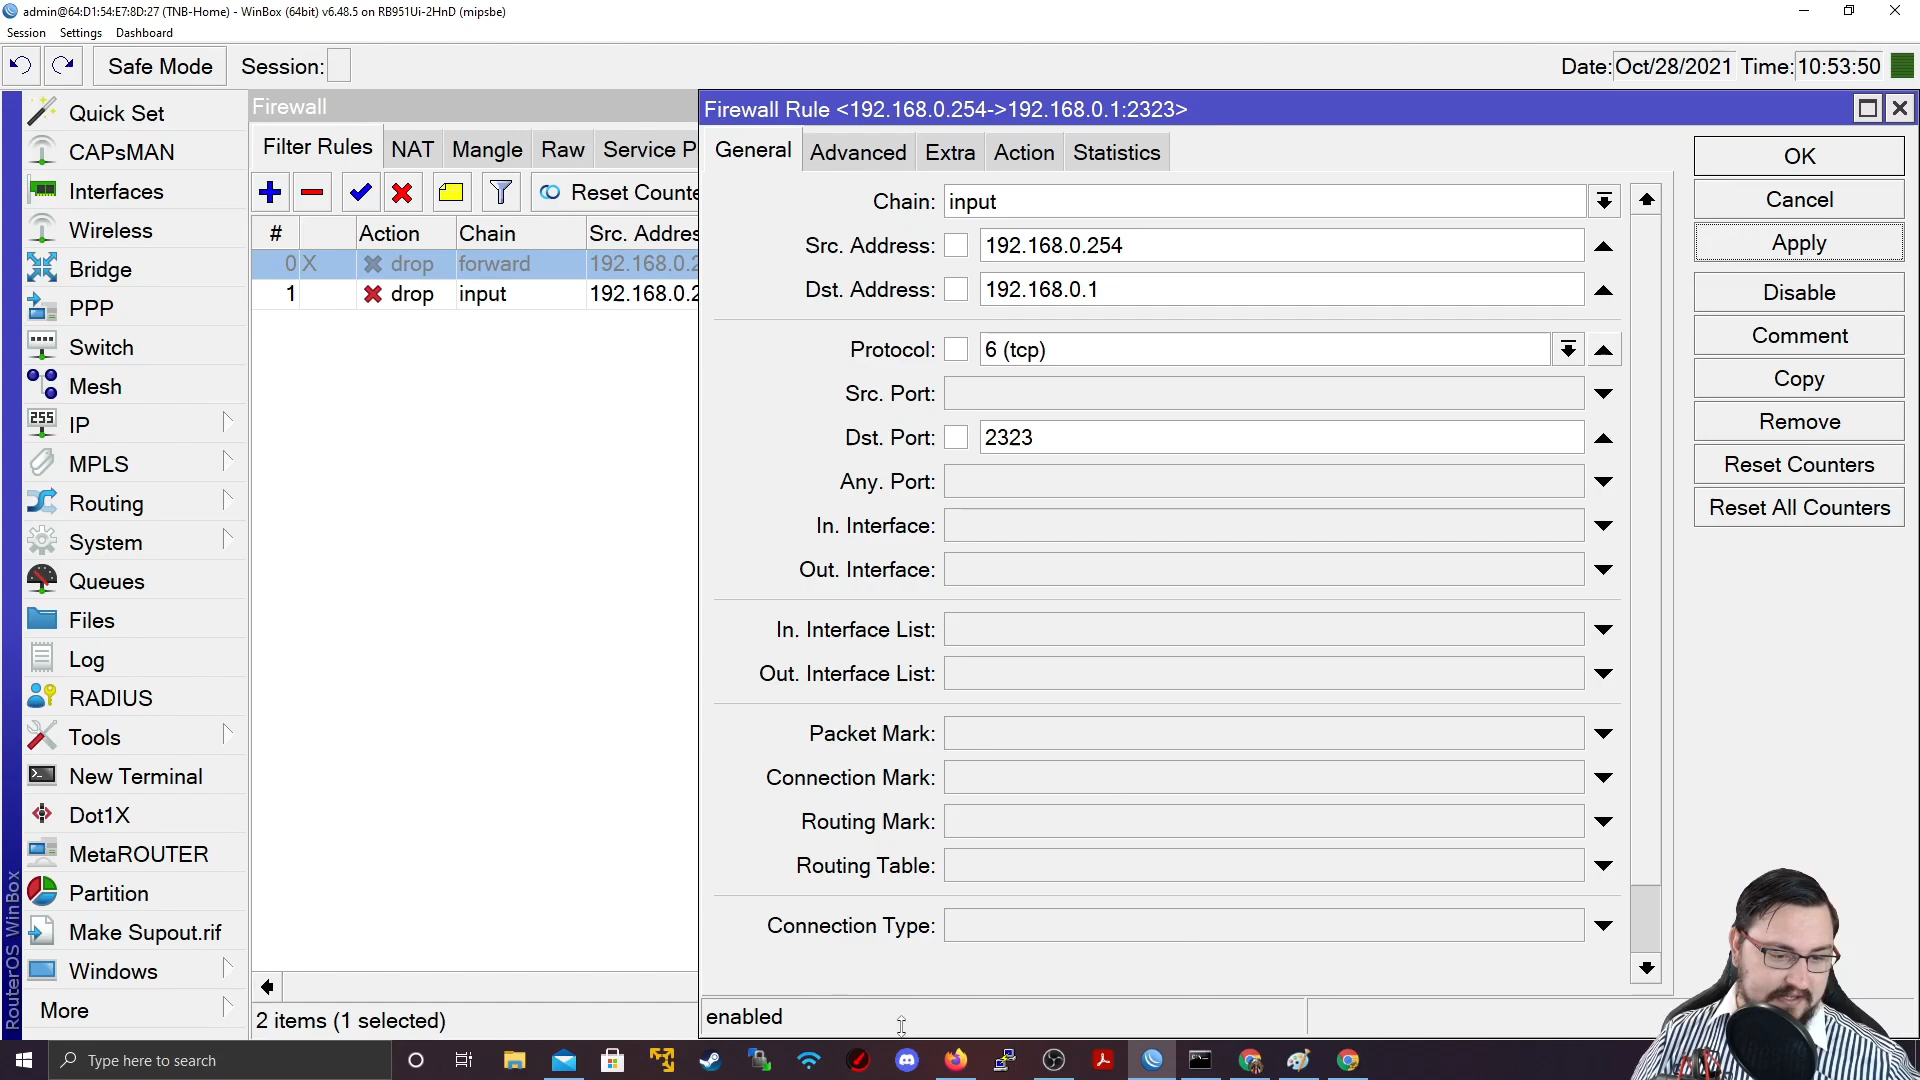 admin@64:D1:54:E7:8D:27 (TNB-Home) - WinBox (64bit) v6.48.5 on RB951Ui-2HnD (mipsbe)
Session Settings Dashboard
Safe Mode Session: Date: Oct/28/2021 Time: 10:53:50
Quick Set
CAPsMAN
Interfaces
Wireless
Bridge
PPP
Switch
Mesh
255 IP
MPLS
Routing
System
Queues
Files
Log
RADIUS
Tools
New Terminal
Dot1X
MetaROUTER
Partition
Make Supout.rif
Windows
More
RouterOS WinBox
Firewall
Filter Rules NAT Mangle Raw Service P
Reset Counte
# Action Chain Src. Addres
0 X drop forward 192.168.0.2
1 drop input 192.168.0.2
2 items (1 selected)
Firewall Rule <192.168.0.254->192.168.0.1:2323>
General Advanced Extra Action Statistics
Chain: input
Src. Address: 192.168.0.254
Dst. Address: 192.168.0.1
Protocol: 6 (tcp)
Src. Port:
Dst. Port: 2323
Any. Port:
In. Interface:
Out. Interface:
In. Interface List:
Out. Interface List:
Packet Mark:
Connection Mark:
Routing Mark:
Routing Table:
Connection Type:
enabled
OK
Cancel
Apply
Disable
Comment
Copy
Remove
Reset Counters
Reset All Counters
Type here to search